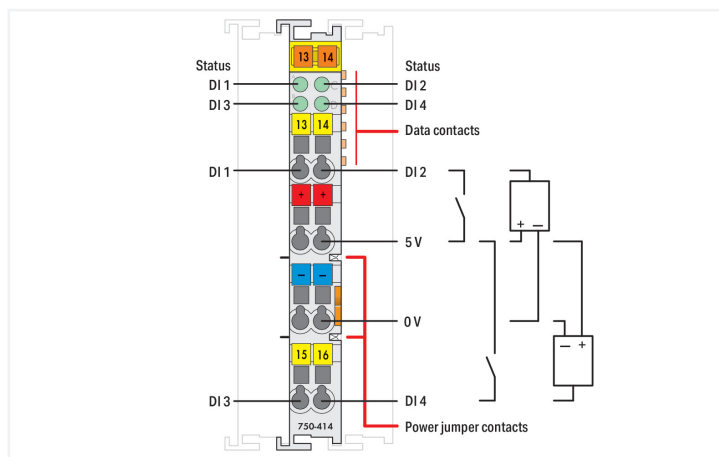 13 14
Status Status
DI 1 C DI 2
DI 3 D DI 4
13 14
Data contacts
DI 1 DI 2
+ +
+ −
5 V
− −
0 V
− +
15 16
DI 3 DI 4
750-414
Power jumper contacts